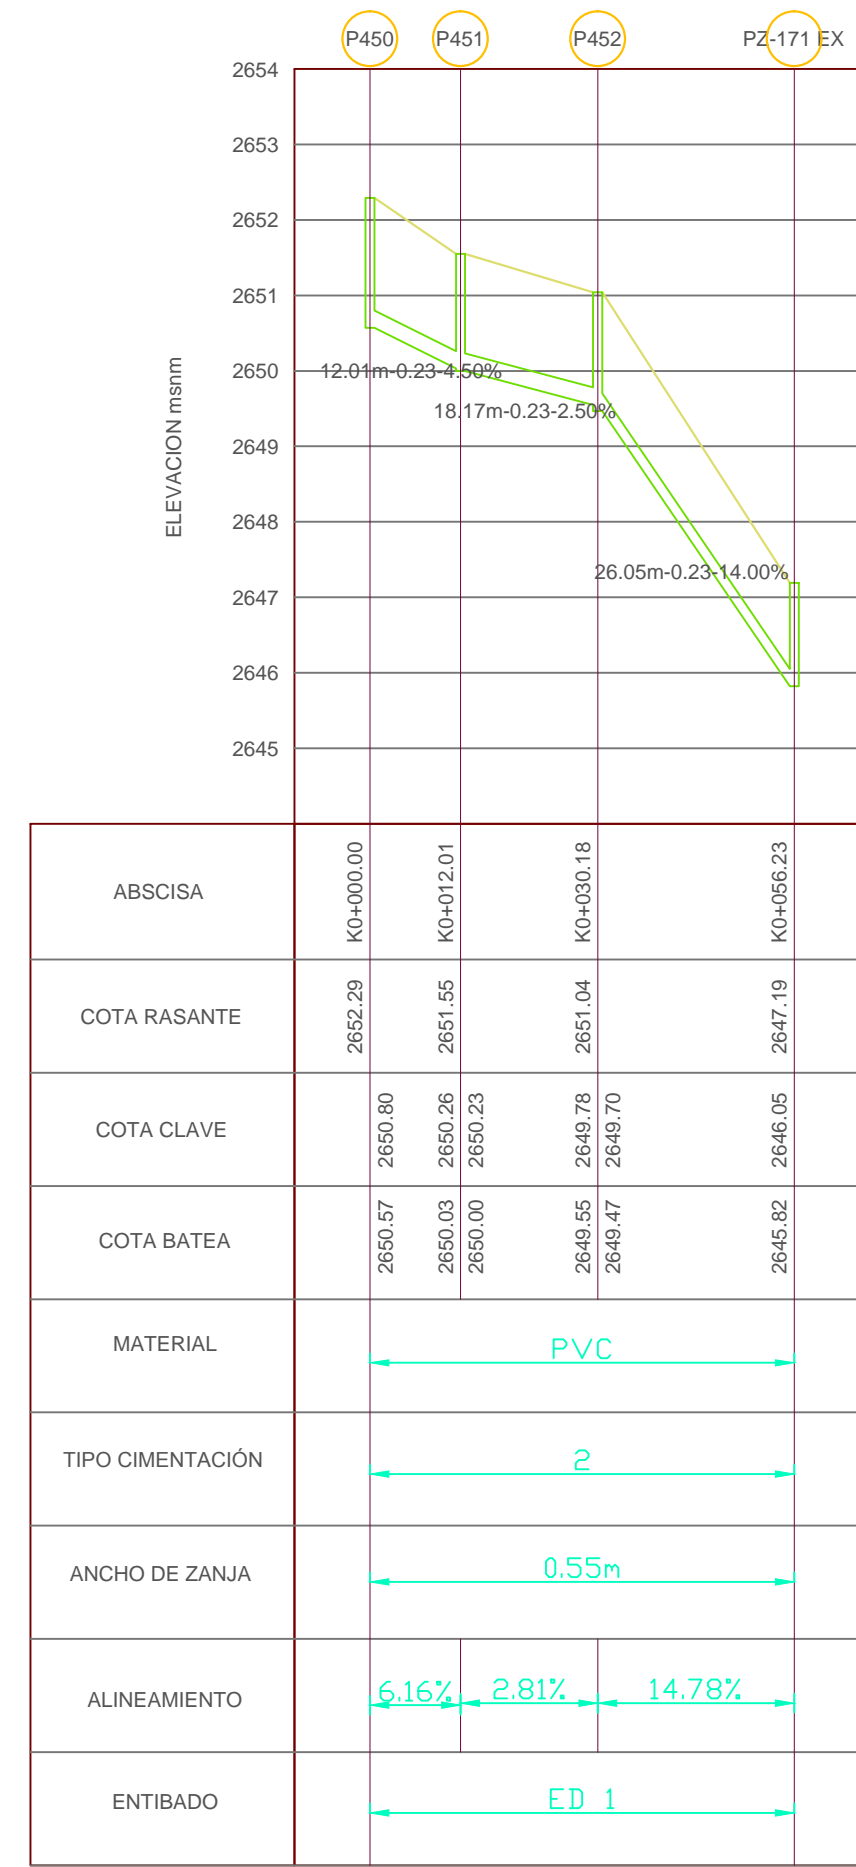 P450 P451 P452 PZ-171 EX
2654
2653
2652
2651
2650
2649
2648
2647
2646
2645
ELEVACION msnm
12.01m-0.23-4.50%
18.17m-0.23-2.50%
26.05m-0.23-14.00%
ABSCISA K0+000.00 K0+012.01 K0+030.18 K0+056.23
COTA RASANTE 2652.29 2651.55 2651.04 2647.19
COTA CLAVE 2650.80 2650.26 2650.23 2649.78 2649.70 2646.05
COTA BATEA 2650.57 2650.03 2650.00 2649.55 2649.47 2645.82
MATERIAL PVC
TIPO CIMENTACIÓN 2
ANCHO DE ZANJA 0.55m
ALINEAMIENTO 6.16% 2.81% 14.78%
ENTIBADO ED 1